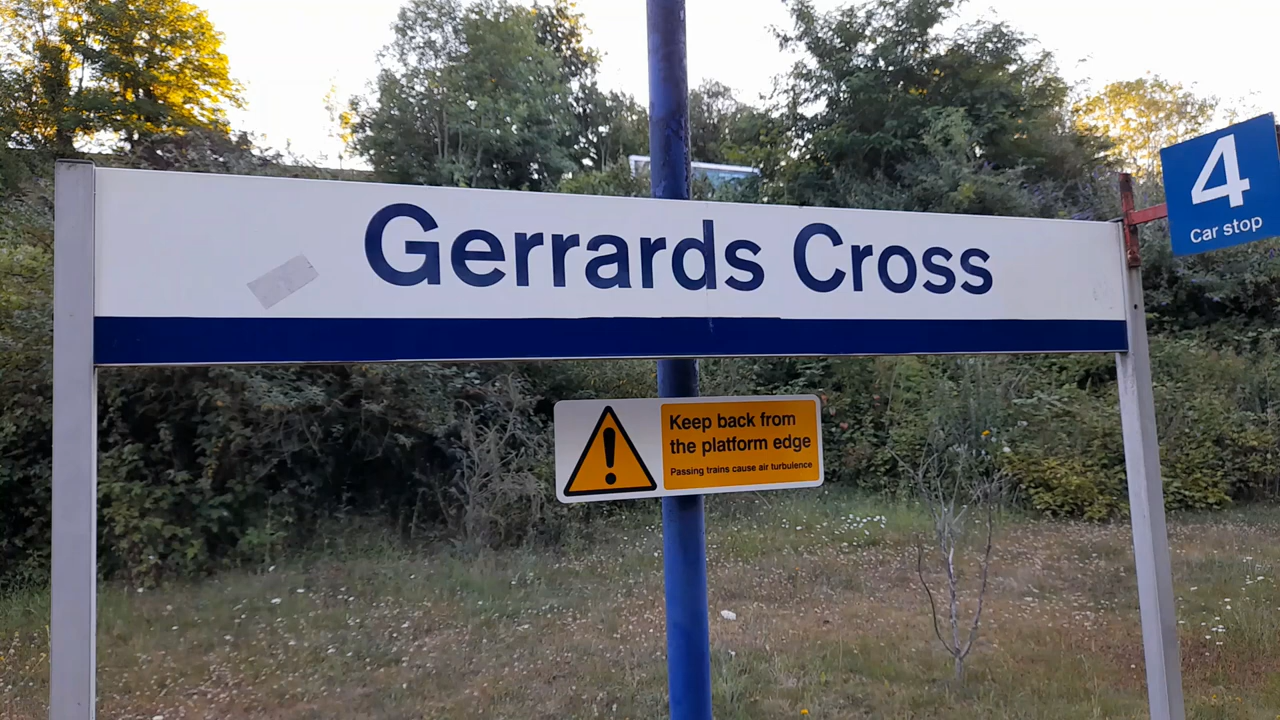 Gerrards Cross
4
Car stop
Keep back from
the platform edge
Passing trains cause air turbulence